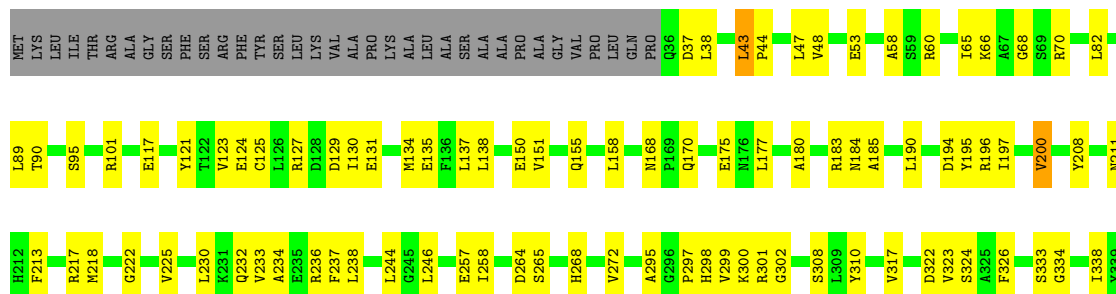 MET LYS LEU ILE THR ARG ALA GLY SER PHE SER ARG PHE TYR SER LEU LYS VAL ALA PRO LYS ALA LEU ALA SER ALA ALA PRO ALA GLY VAL PRO LEU GLN PRO Q36 D37 L38 L43 P44 L47 V48 E53 A58 S59 R60 I65 K66 A67 G68 S69 R70 L82
L89 T90 S95 R101 E117 Y121 T122 V123 E124 C125 L126 R127 D128 D129 I130 E131 M134 E135 F136 L137 L138 E150 V151 Q155 L158 N168 P169 Q170 E175 N176 L177 A180 R183 N184 A185 L190 D194 Y195 R196 I197 V200 Y208 N211
H212 F213 R217 M218 G222 V225 L230 K231 Q232 V233 A234 E235 R236 F237 L238 L244 G245 L246 E257 I258 D264 S265 H268 V272 A295 G296 P297 H298 V299 K300 R301 G302 S308 L309 Y310 V317 D322 V323 S324 A325 F326 S333 G334 I338